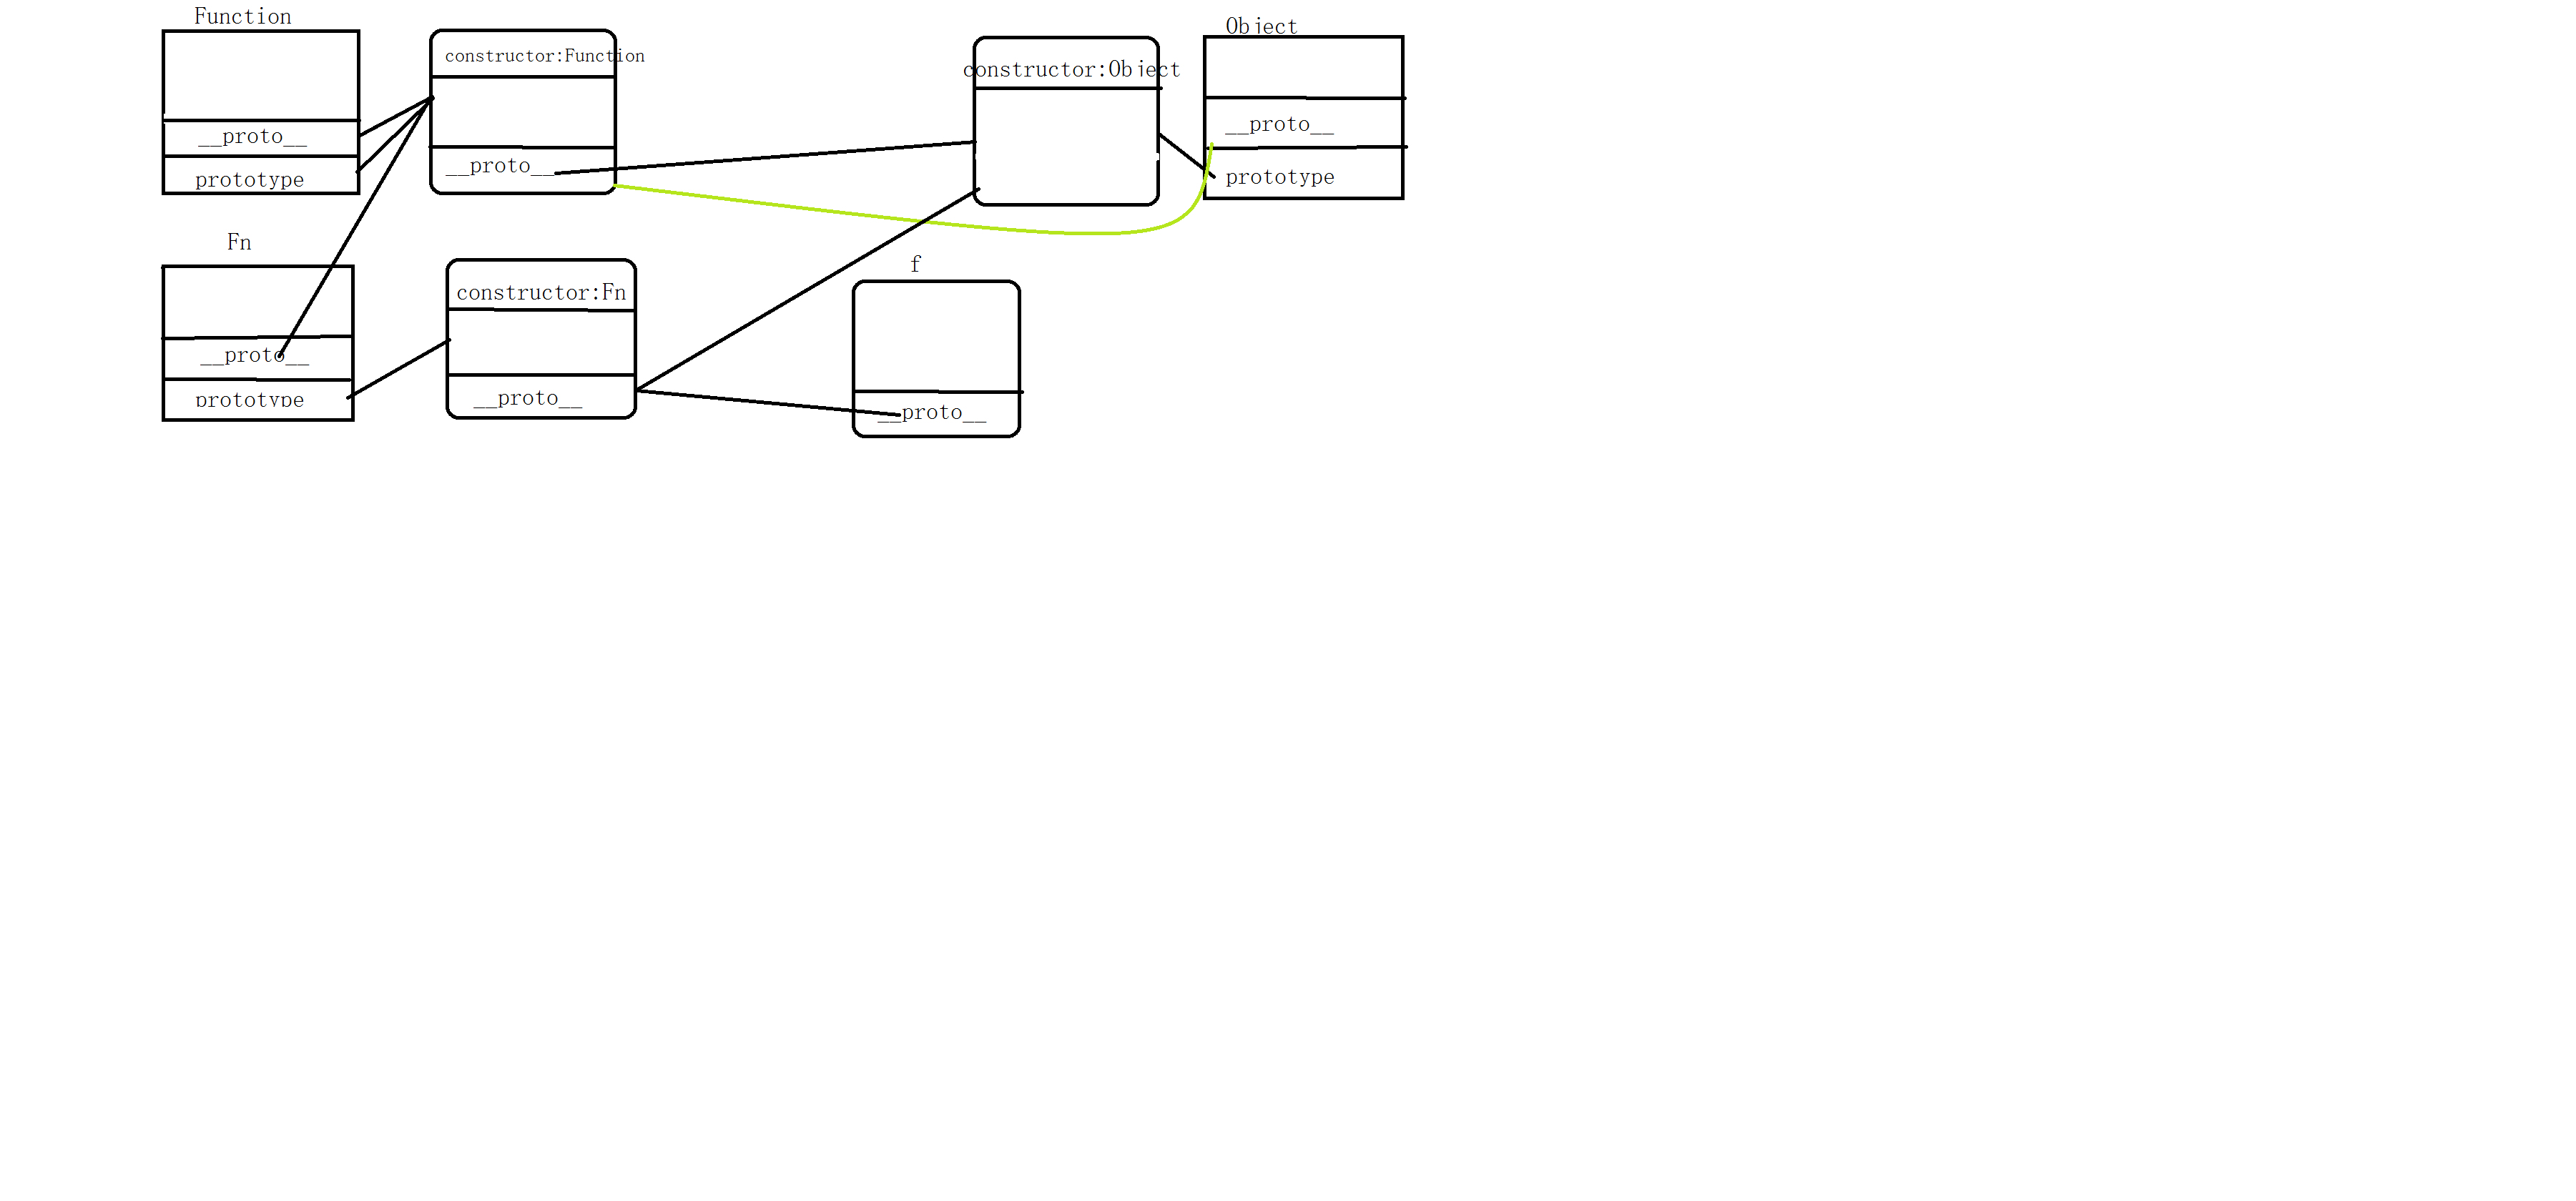 Function
constructor:Function
__proto__
prototype
__proto__
constructor:Object
Object
__proto__
prototype
Fn
__proto__
prototype
constructor:Fn
__proto__
f
__proto__